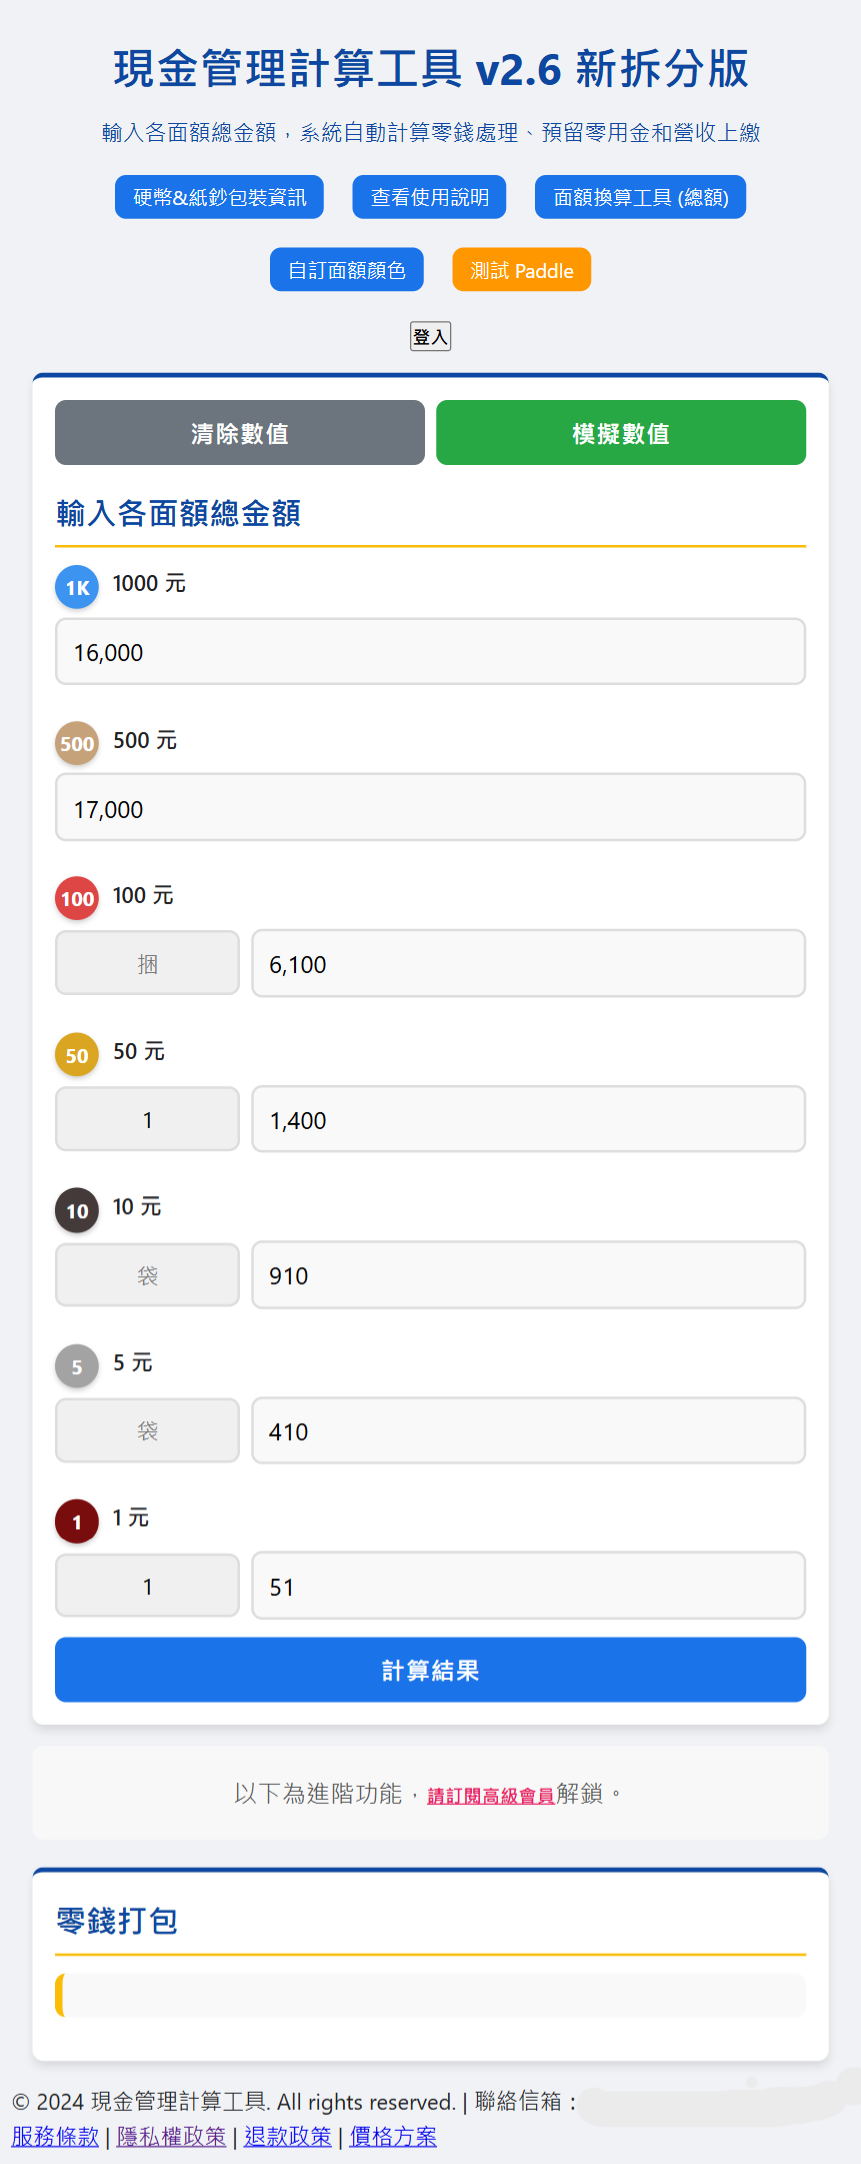 現金管理計算工具 v2.6 新拆分版
輸入各面額總金額，系統自動計算零錢處理、預留零用金和營收上繳
硬幣&紙鈔包裝資訊 查看使用說明 面額換算工具 (總額)
自訂面額顏色 測試 Paddle
登入
清除數值 模擬數值
輸入各面額總金額
1K 1000 元
16,000
500 500 元
17,000
100 100 元
捆 6,100
50 50 元
1 1,400
10 10 元
袋 910
5 5 元
袋 410
1 1 元
1 51
計算結果
以下為進階功能，請訂閱高級會員解鎖。
零錢打包
© 2024 現金管理計算工具. All rights reserved. | 聯絡信箱：
服務條款 | 隱私權政策 | 退款政策 | 價格方案